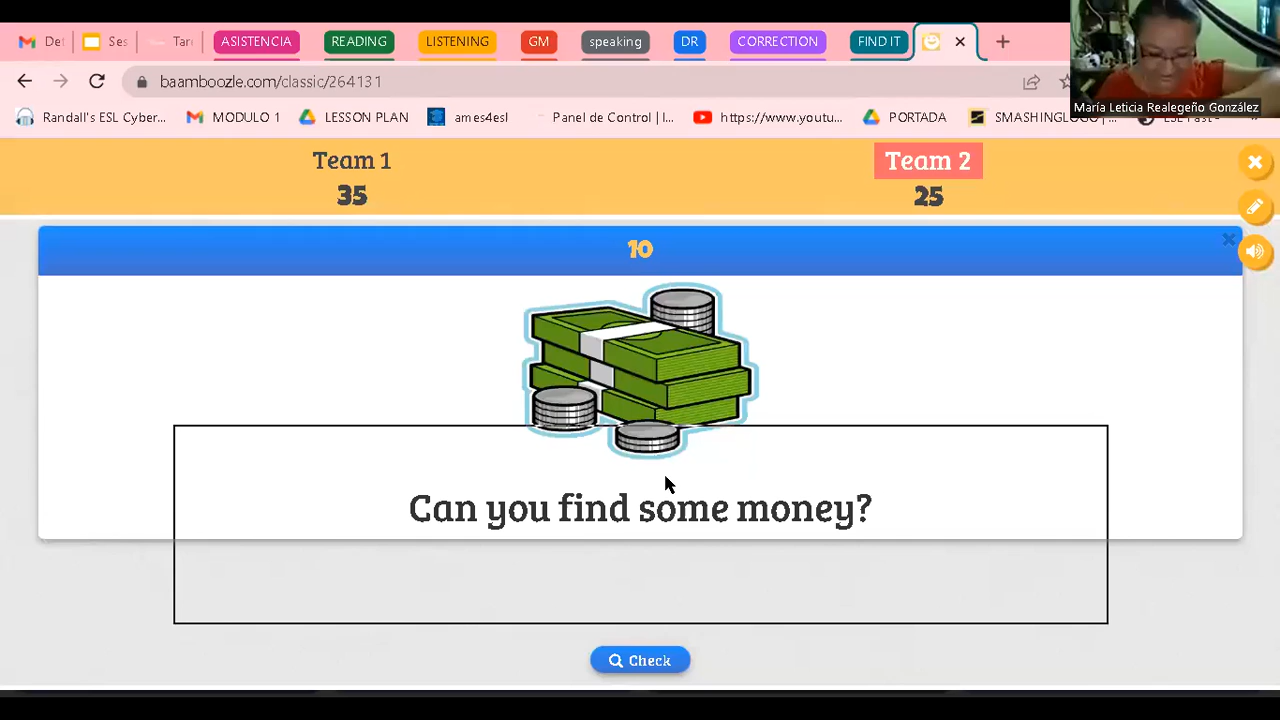 Det
Ses
Tar
ASISTENCIA
READING
LISTENING
GM
speaking
DR
CORRECTION
FIND IT
baamboozle.com/classic/264131
María Leticia Realegeño González
Randall's ESL Cyber...
MODULO 1
LESSON PLAN
ames4esl
Panel de Control | I...
https://www.youtu...
PORTADA
Team 1
35
Team 2
25
10
Can you find some money?
Check